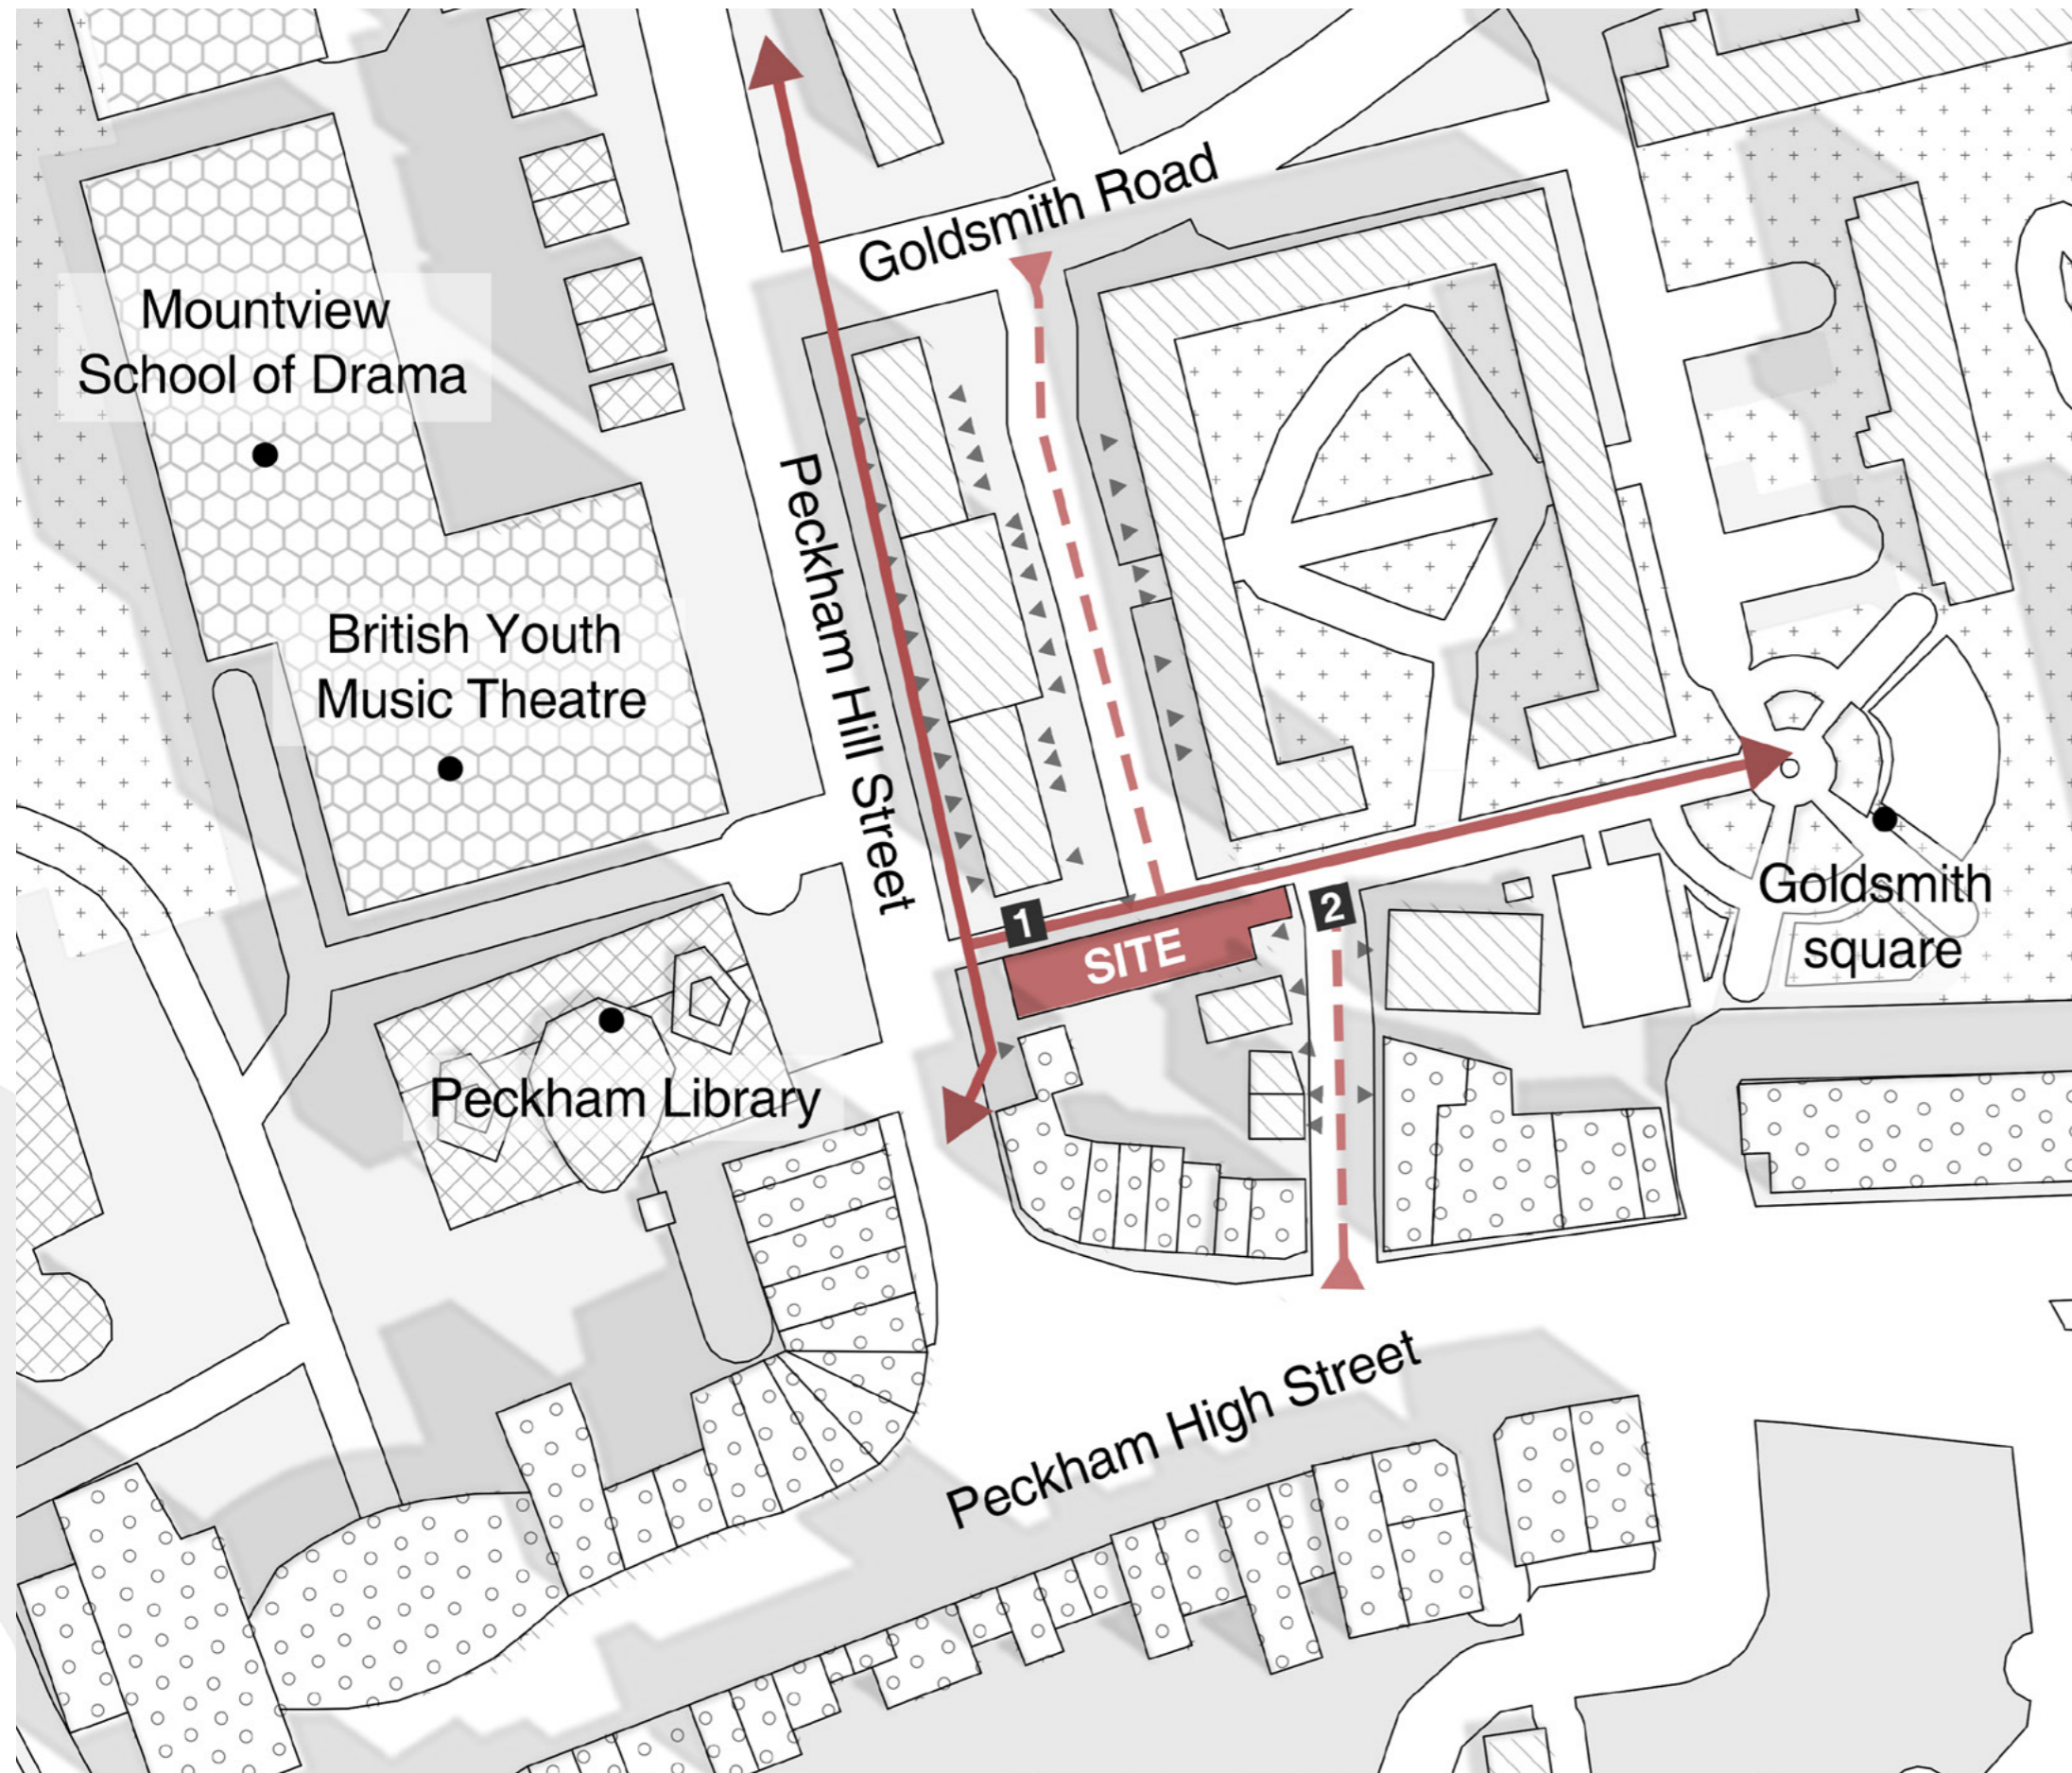 Goldsmith Road
Mountview
School of Drama
Peckham Hill Street
British Youth
Music Theatre
Goldsmith
square
1
2
SITE
Peckham Library
Peckham High Street